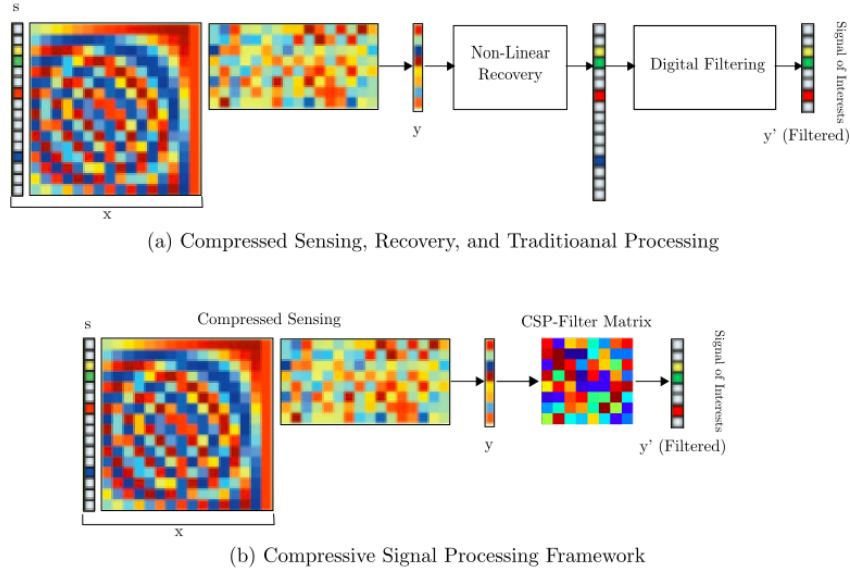 s
Non-Linear
Recovery
Digital Filtering
Signal of Interests
y
y' (Filtered)
x
(a) Compressed Sensing, Recovery, and Traditioanal Processing
s
Compressed Sensing
CSP-Filter Matrix
Signal of Interests
y
y' (Filtered)
x
(b) Compressive Signal Processing Framework